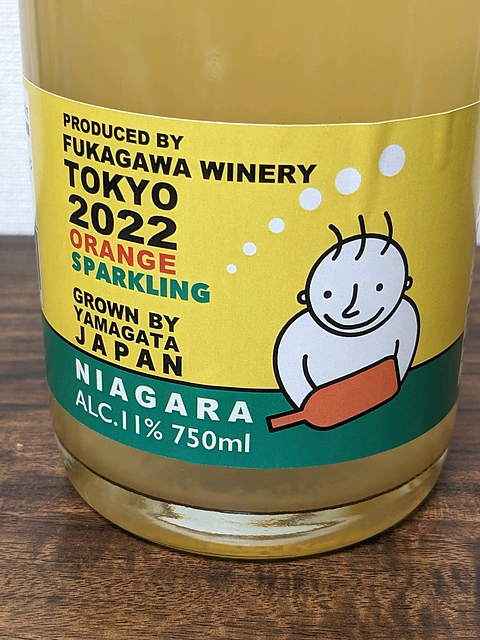 PRODUCED BY
FUKAGAWA WINERY
TOKYO
2022
ORANGE
SPARKLING
GROWN BY
YAMAGATA
JAPAN
NIAGARA
ALC.11% 750ml